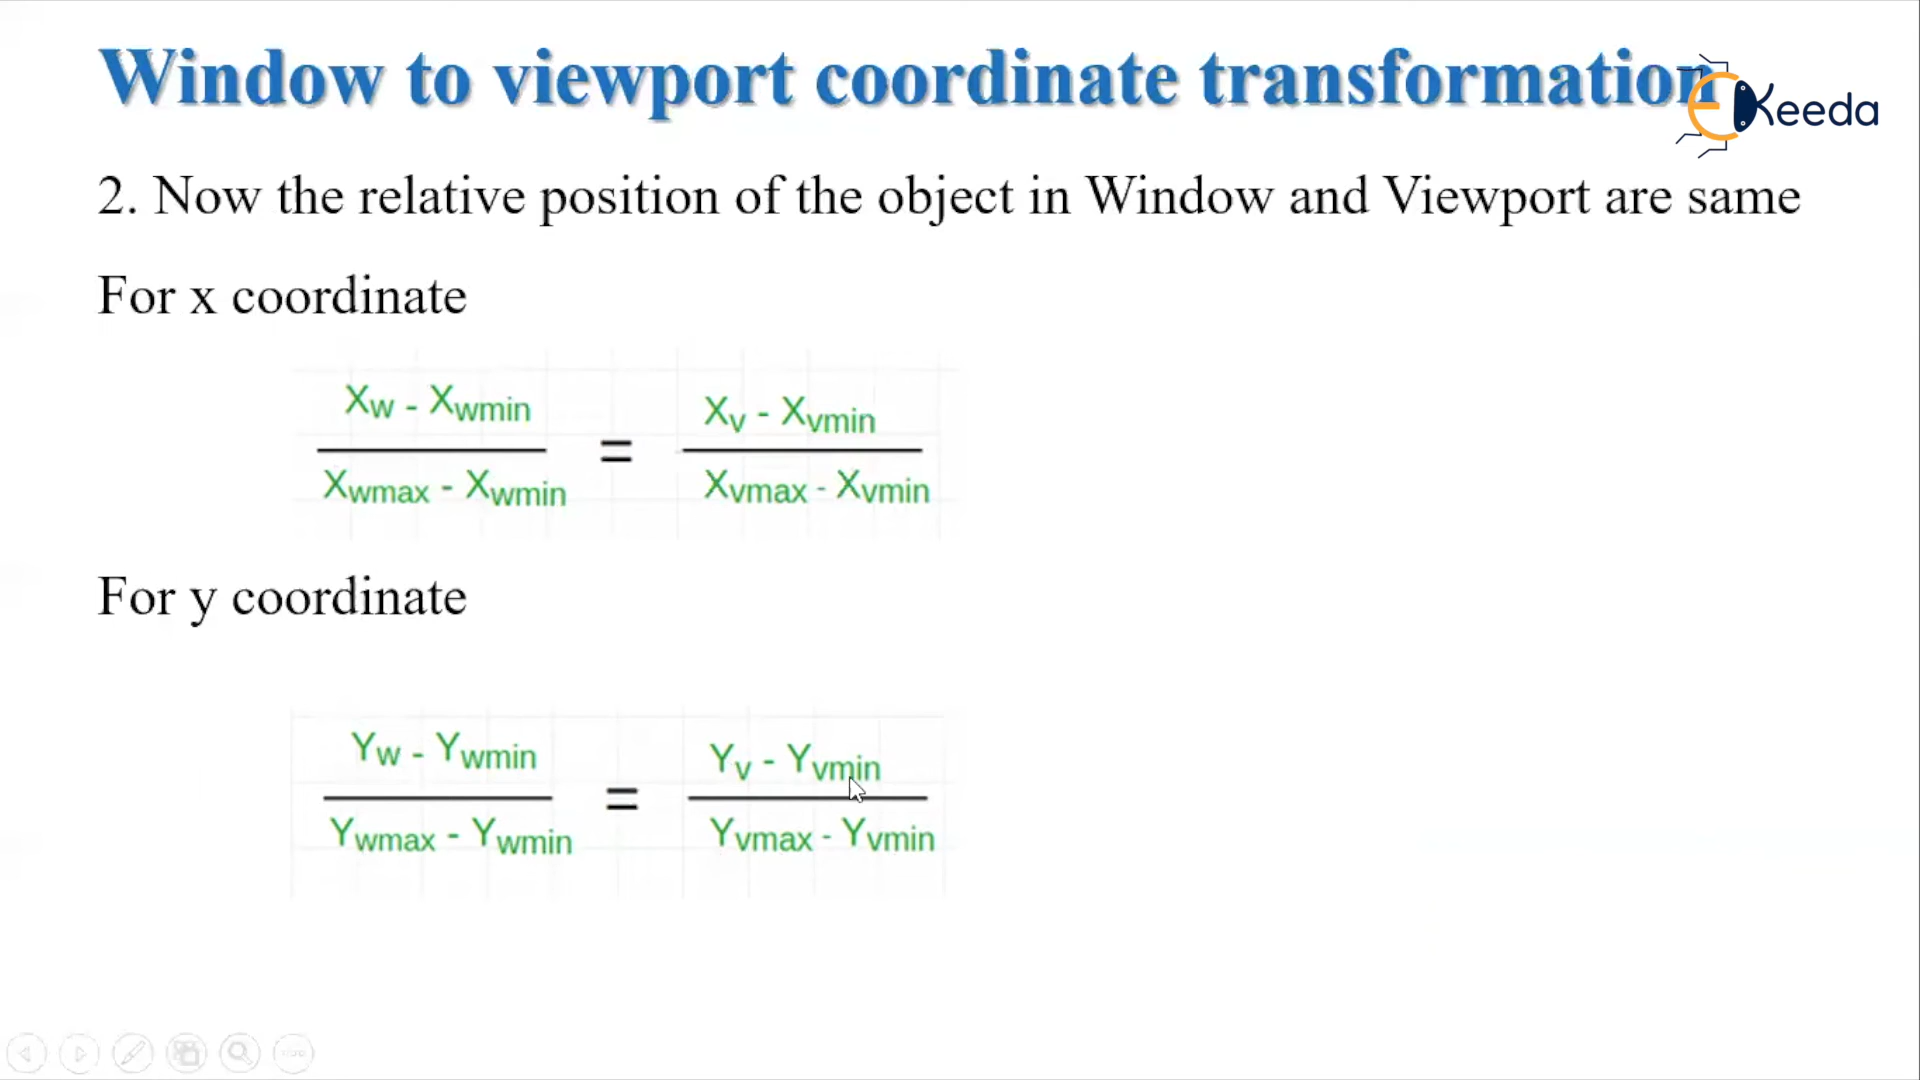 Window to viewport coordinate transformation
eKeeda
2. Now the relative position of the object in Window and Viewport are same
For x coordinate
Xw - Xwmin / Xwmax - Xwmin = Xv - Xvmin / Xvmax - Xvmin
For y coordinate
Yw - Ywmin / Ywmax - Ywmin = Yv - Yvmin / Yvmax - Yvmin